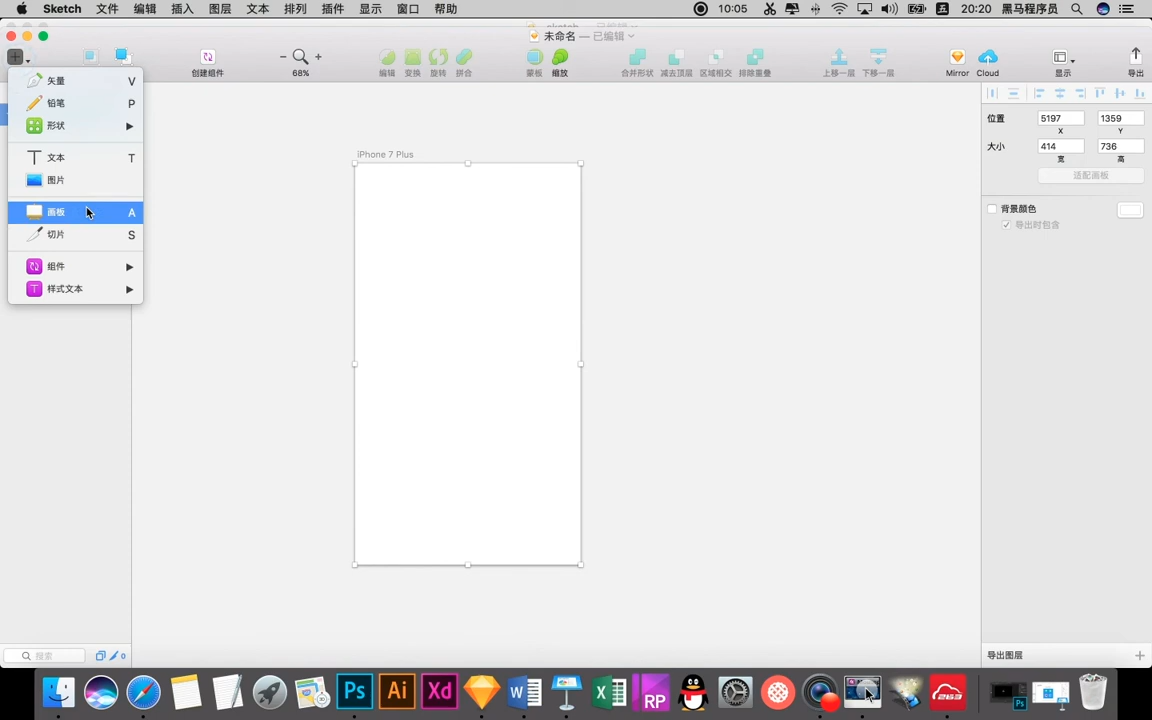 Sketch 文件 编辑 插入 图层 文本 排列 插件 显示 窗口 帮助 10:05 五 20:20 黑马程序员
未命名 — 已编辑
创建组件 68% 编辑 变换 旋转 拼合 蒙板 缩放 合并形状 减去顶层 区域相交 排除重叠 上移一层 下移一层 Mirror Cloud 显示 导出
矢量 V
铅笔 P
形状
文本 T
图片
画板 A
切片 S
组件
样式文本
iPhone 7 Plus
位置 5197 1359
X Y
大小 414 736
宽 高
适配画板
背景颜色
导出时包含
搜索 0
导出图层
Ps Ai Xd W X RP 263 Ps